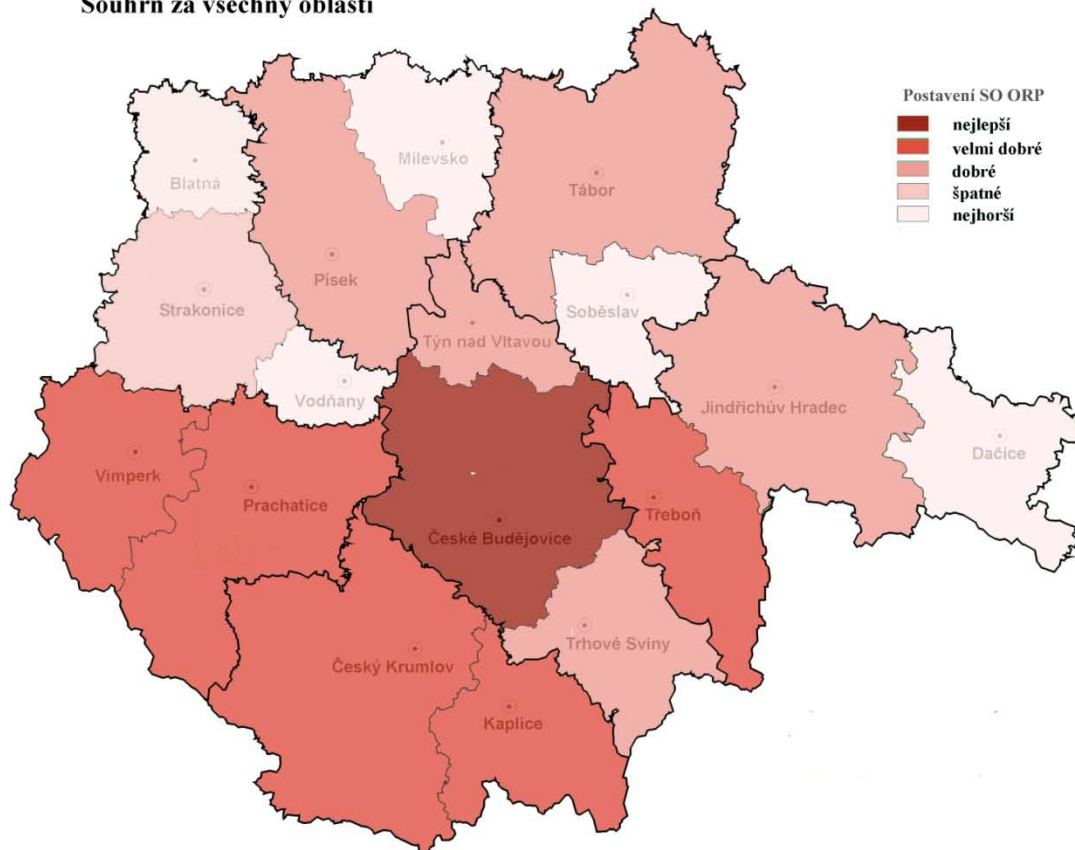 Souhrn za všechny oblasti
Postavení SO ORP
nejlepší
velmi dobré
dobré
špatné
nejhorší
Milevsko
Blatná
Tábor
Písek
Strakonice
Soběslav
Týn nad Vltavou
Vodňany
Jindřichův Hradec
Dačice
Vimperk
Prachatice
Třeboň
České Budějovice
Trhové Sviny
Český Krumlov
Kaplice